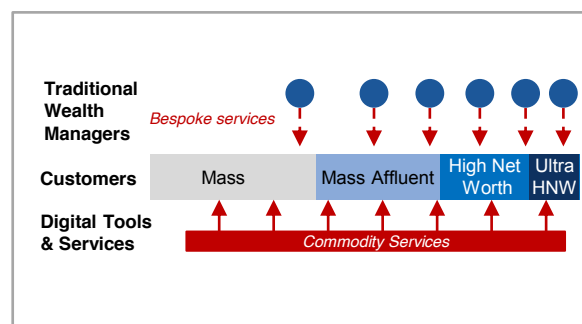 Traditional
Wealth
Managers
Bespoke services
Customers
Mass
Mass Affluent
High Net
Worth
Ultra
HNW
Digital Tools
& Services
Commodity Services